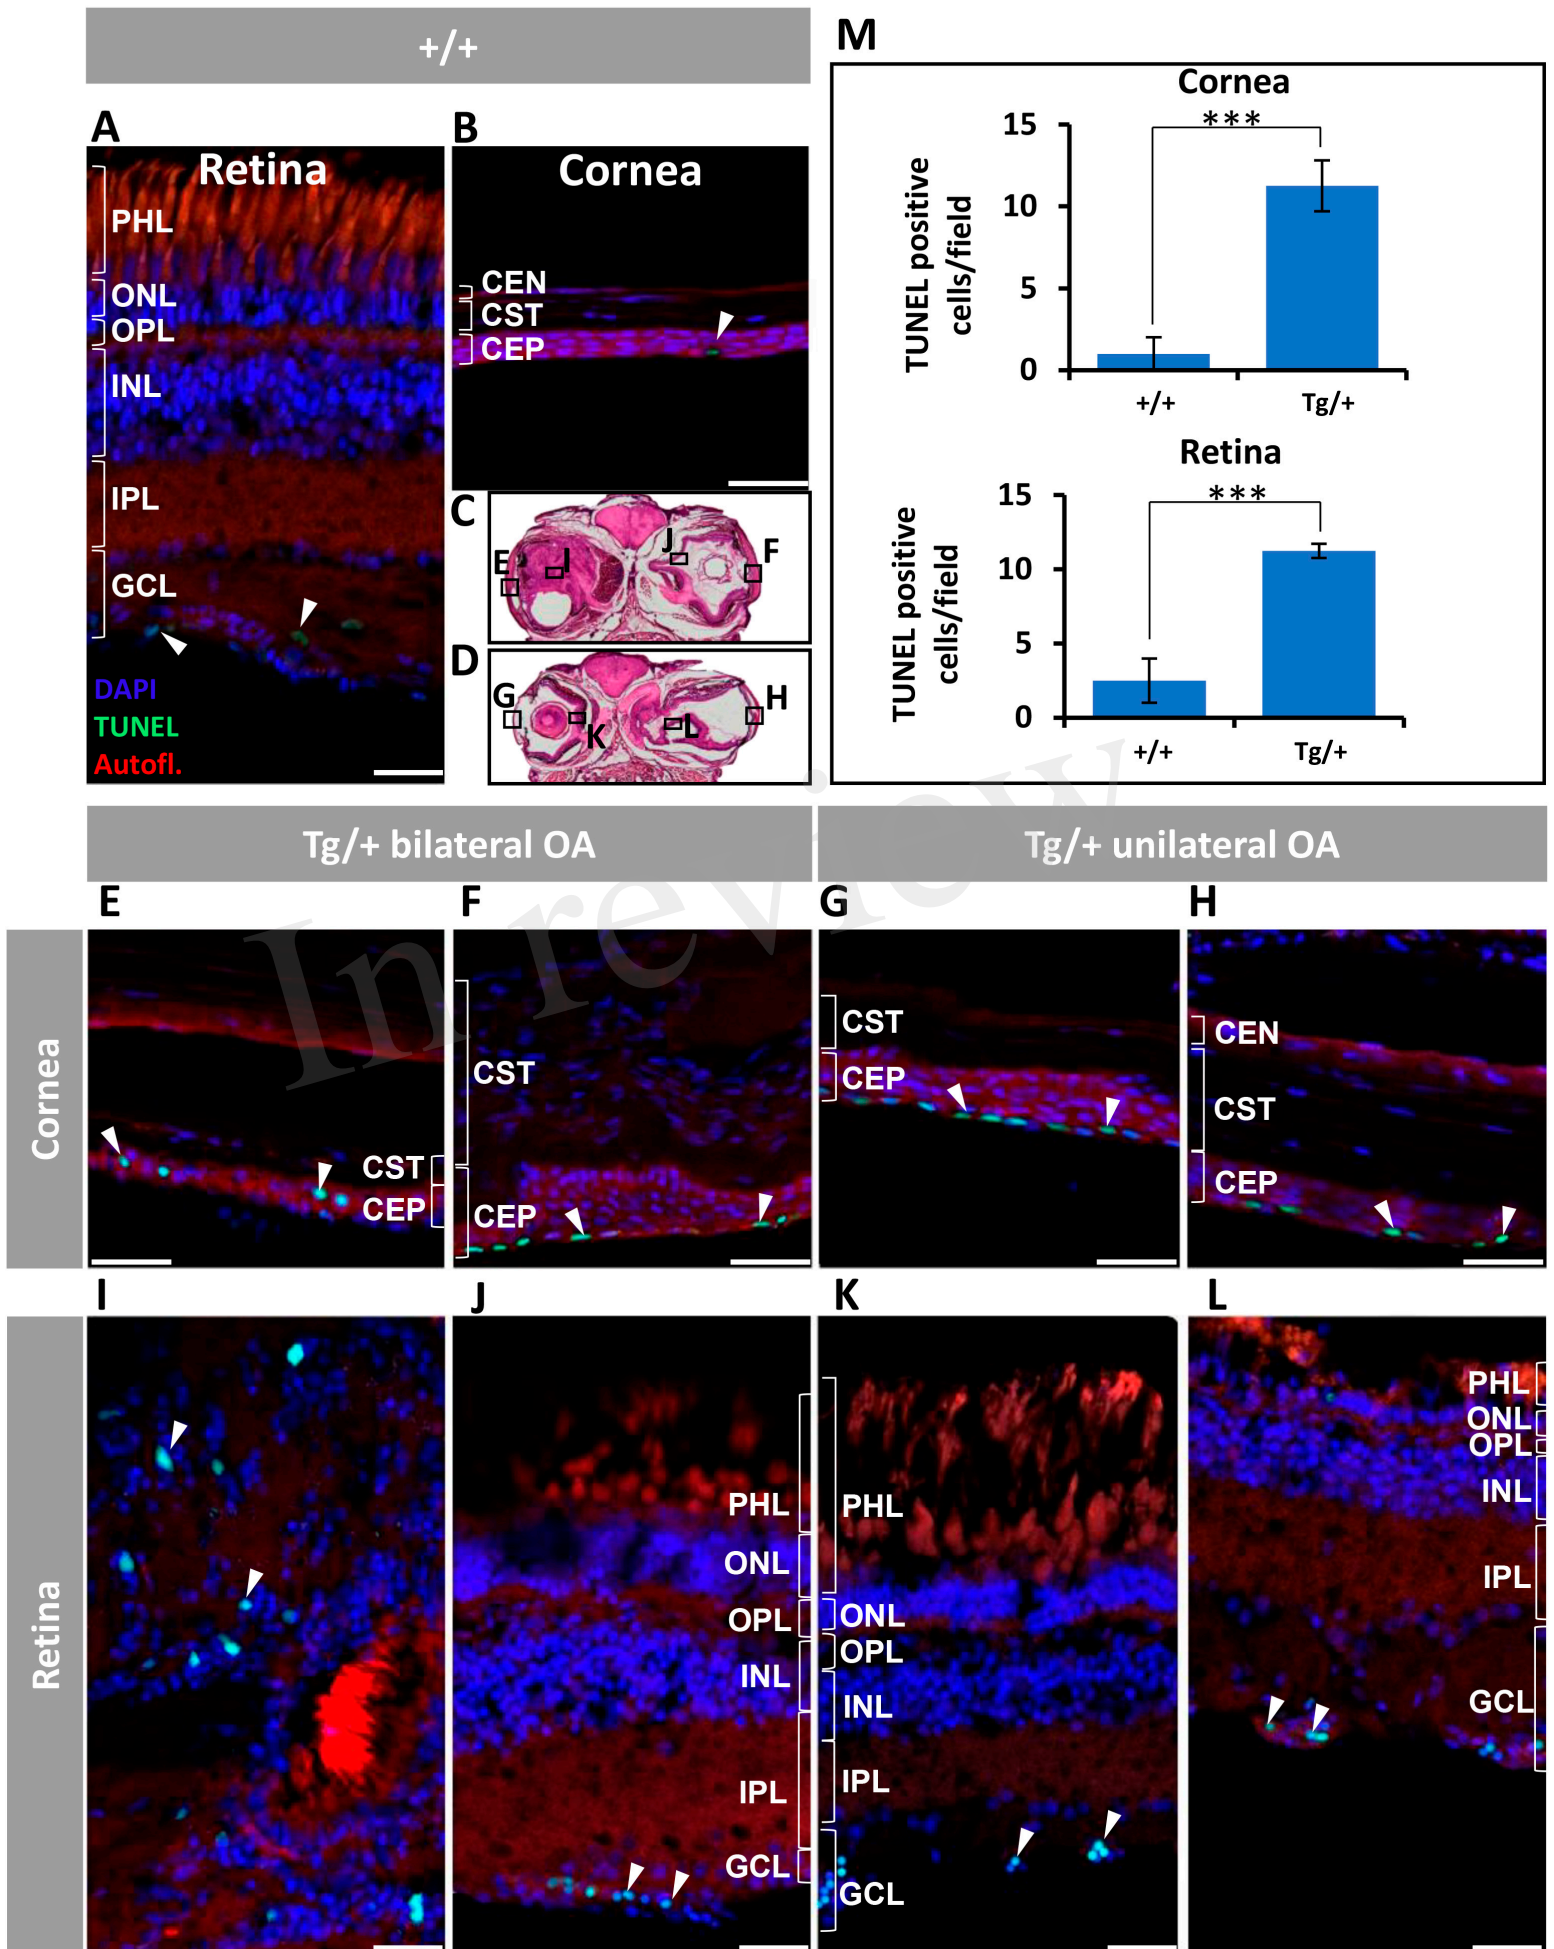 +/+
M
A
Retina
PHL
ONL
OPL
INL
IPL
GCL
DAPI
TUNEL
Autofl.
B
Cornea
CEN
CST
CEP
C
E
I
J
F
D
G
K
L
H
Cornea
***
TUNEL positive
cells/field
15
10
5
0
+/+
Tg/+
Retina
***
TUNEL positive
cells/field
15
10
5
0
+/+
Tg/+
In review
Tg/+ bilateral OA
Tg/+ unilateral OA
Cornea
E
CST
CEP
F
CST
CEP
G
CST
CEP
H
CEN
CST
CEP
Retina
I
J
PHL
ONL
OPL
INL
IPL
GCL
K
PHL
ONL
OPL
INL
IPL
GCL
L
PHL
ONL
OPL
INL
IPL
GCL